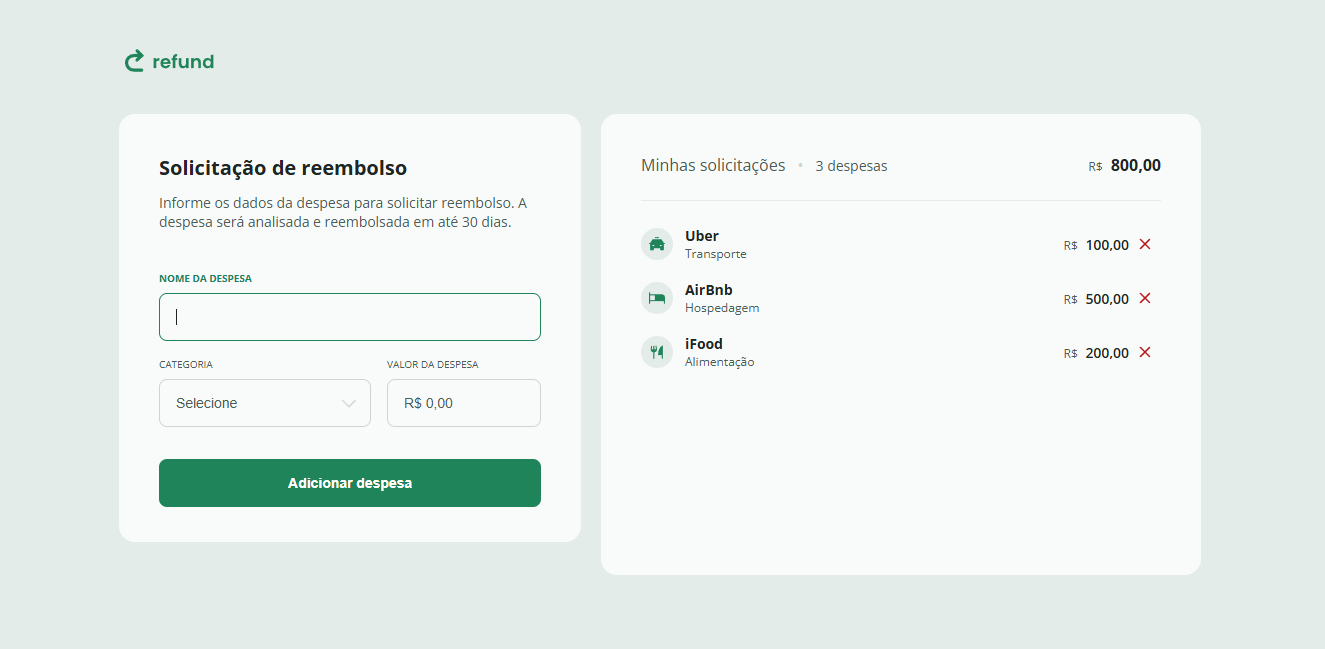 refund
Solicitação de reembolso
Informe os dados da despesa para solicitar reembolso. A
despesa será analisada e reembolsada em até 30 dias.
NOME DA DESPESA
CATEGORIA
VALOR DA DESPESA
Selecione
R$ 0,00
Adicionar despesa
Minhas solicitações • 3 despesas
R$ 800,00
Uber
Transporte
R$ 100,00
AirBnb
Hospedagem
R$ 500,00
iFood
Alimentação
R$ 200,00